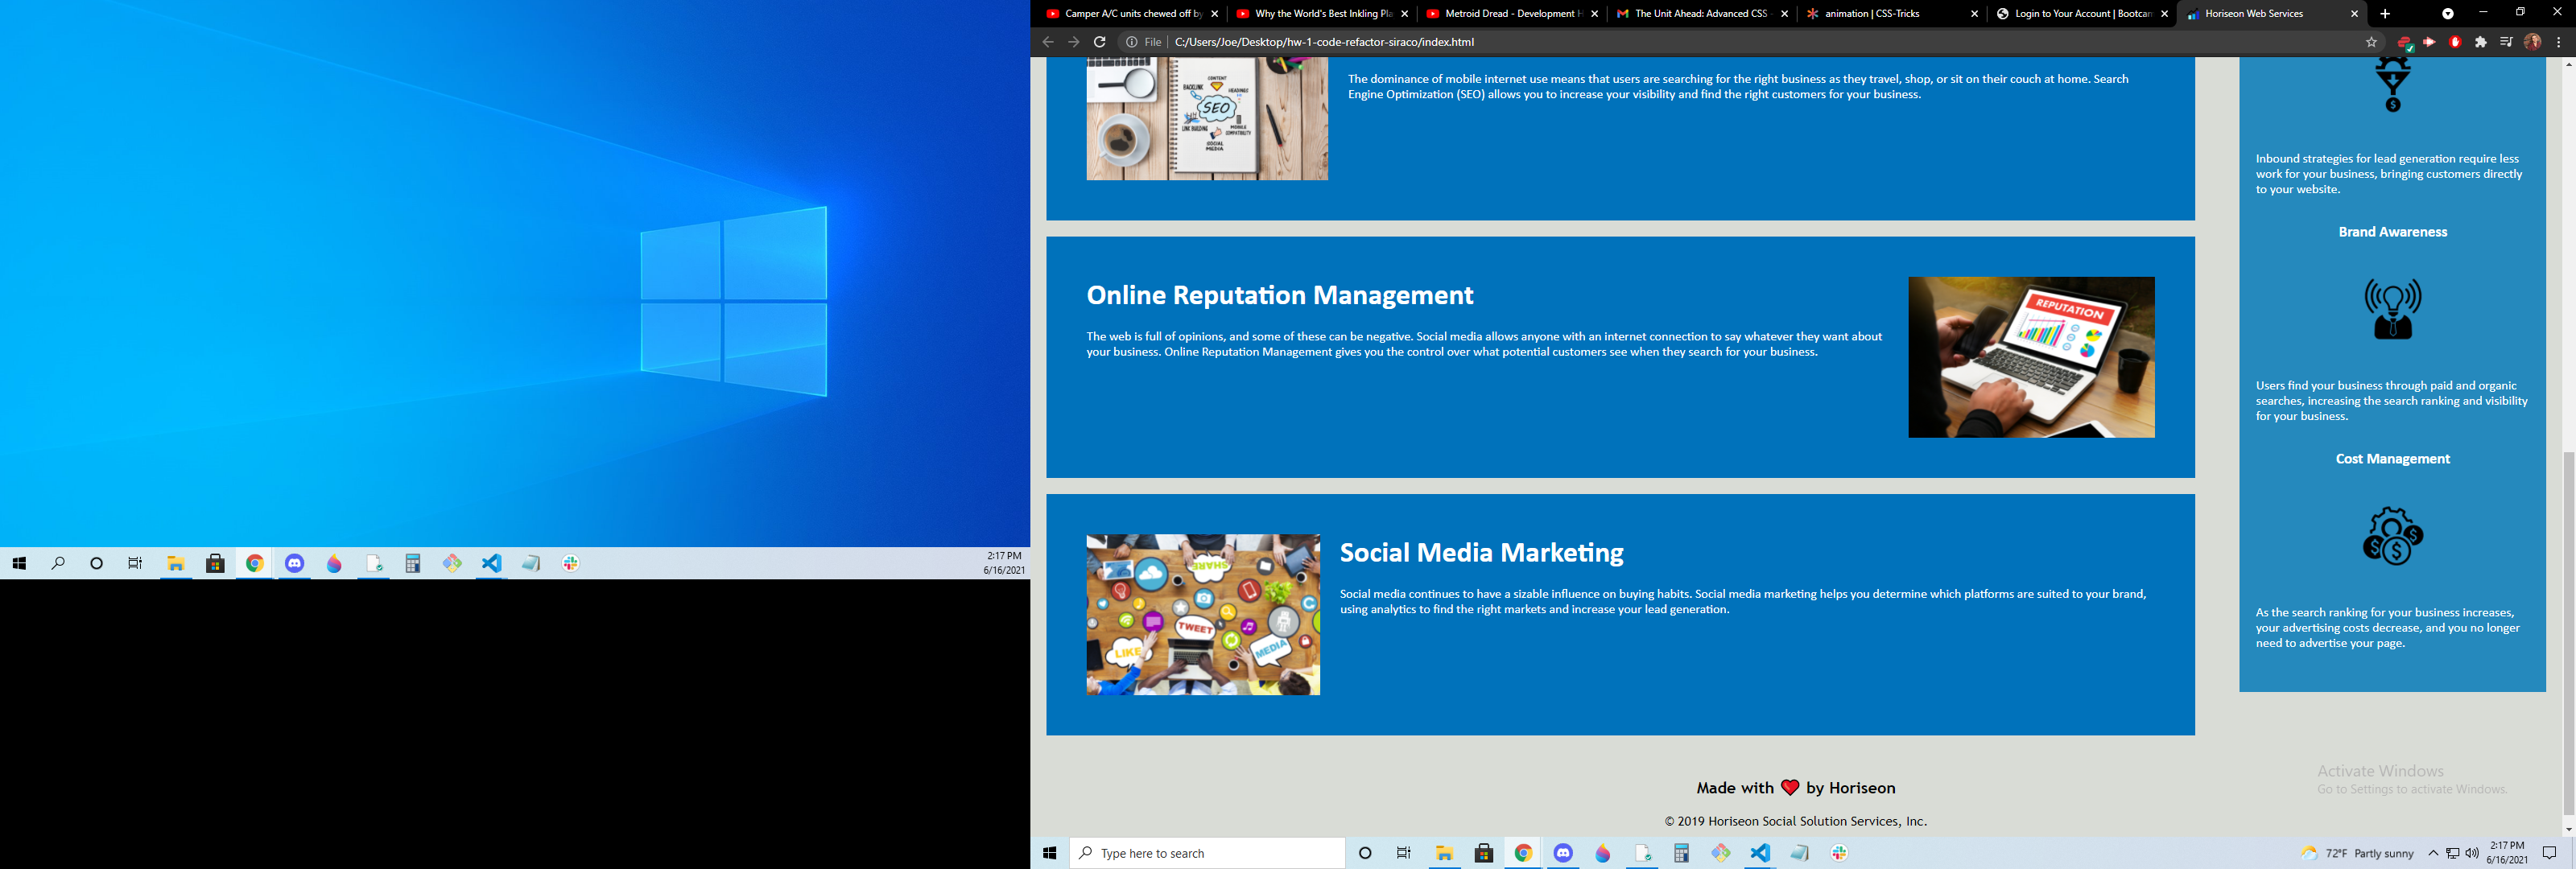 2:17 PM
6/16/2021
Camper A/C units chewed off by
Why the World's Best Inkling Pla
Metroid Dread - Development H
The Unit Ahead: Advanced CSS -
animation | CSS-Tricks
Login to Your Account | Bootcam
Horiseon Web Services
File
C:/Users/Joe/Desktop/hw-1-code-refactor-siraco/index.html
CONTENT
BACKLINK
HEADINGS
SEO
LINK BUILDING
MOBILE COMPATIBILITY
SOCIAL MEDIA
The dominance of mobile internet use means that users are searching for the right business as they travel, shop, or sit on their couch at home. Search
Engine Optimization (SEO) allows you to increase your visibility and find the right customers for your business.
Online Reputation Management
The web is full of opinions, and some of these can be negative. Social media allows anyone with an internet connection to say whatever they want about
your business. Online Reputation Management gives you the control over what potential customers see when they search for your business.
REPUTATION
SHARE
TWEET
LIKE
MEDIA
Social Media Marketing
Social media continues to have a sizable influence on buying habits. Social media marketing helps you determine which platforms are suited to your brand,
using analytics to find the right markets and increase your lead generation.
Inbound strategies for lead generation require less
work for your business, bringing customers directly
to your website.
Brand Awareness
Users find your business through paid and organic
searches, increasing the search ranking and visibility
for your business.
Cost Management
As the search ranking for your business increases,
your advertising costs decrease, and you no longer
need to advertise your page.
Made with ❤️ by Horiseon
© 2019 Horiseon Social Solution Services, Inc.
Activate Windows
Go to Settings to activate Windows.
Type here to search
72°F Partly sunny
2:17 PM
6/16/2021